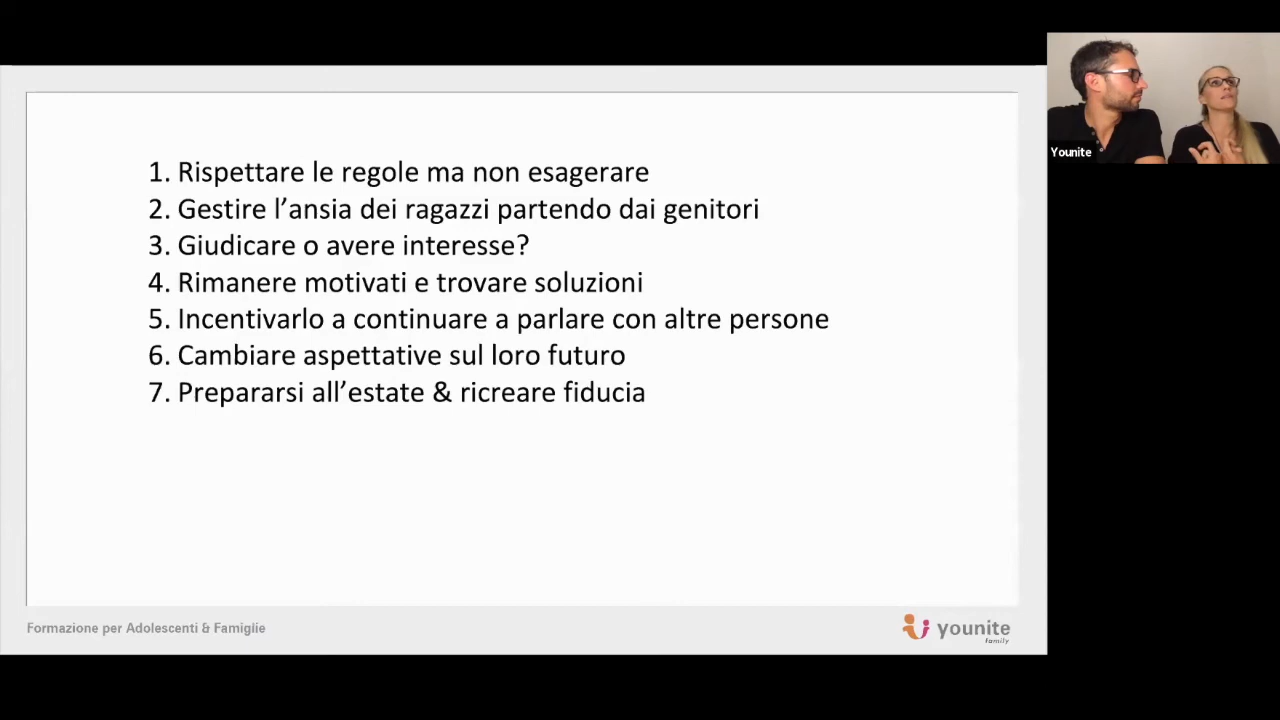 1. Rispettare le regole ma non esagerare
2. Gestire l’ansia dei ragazzi partendo dai genitori
3. Giudicare o avere interesse?
4. Rimanere motivati e trovare soluzioni
5. Incentivarlo a continuare a parlare con altre persone
6. Cambiare aspettative sul loro futuro
7. Prepararsi all’estate & ricreare fiducia
Formazione per Adolescenti & Famiglie
younite
family
Younite